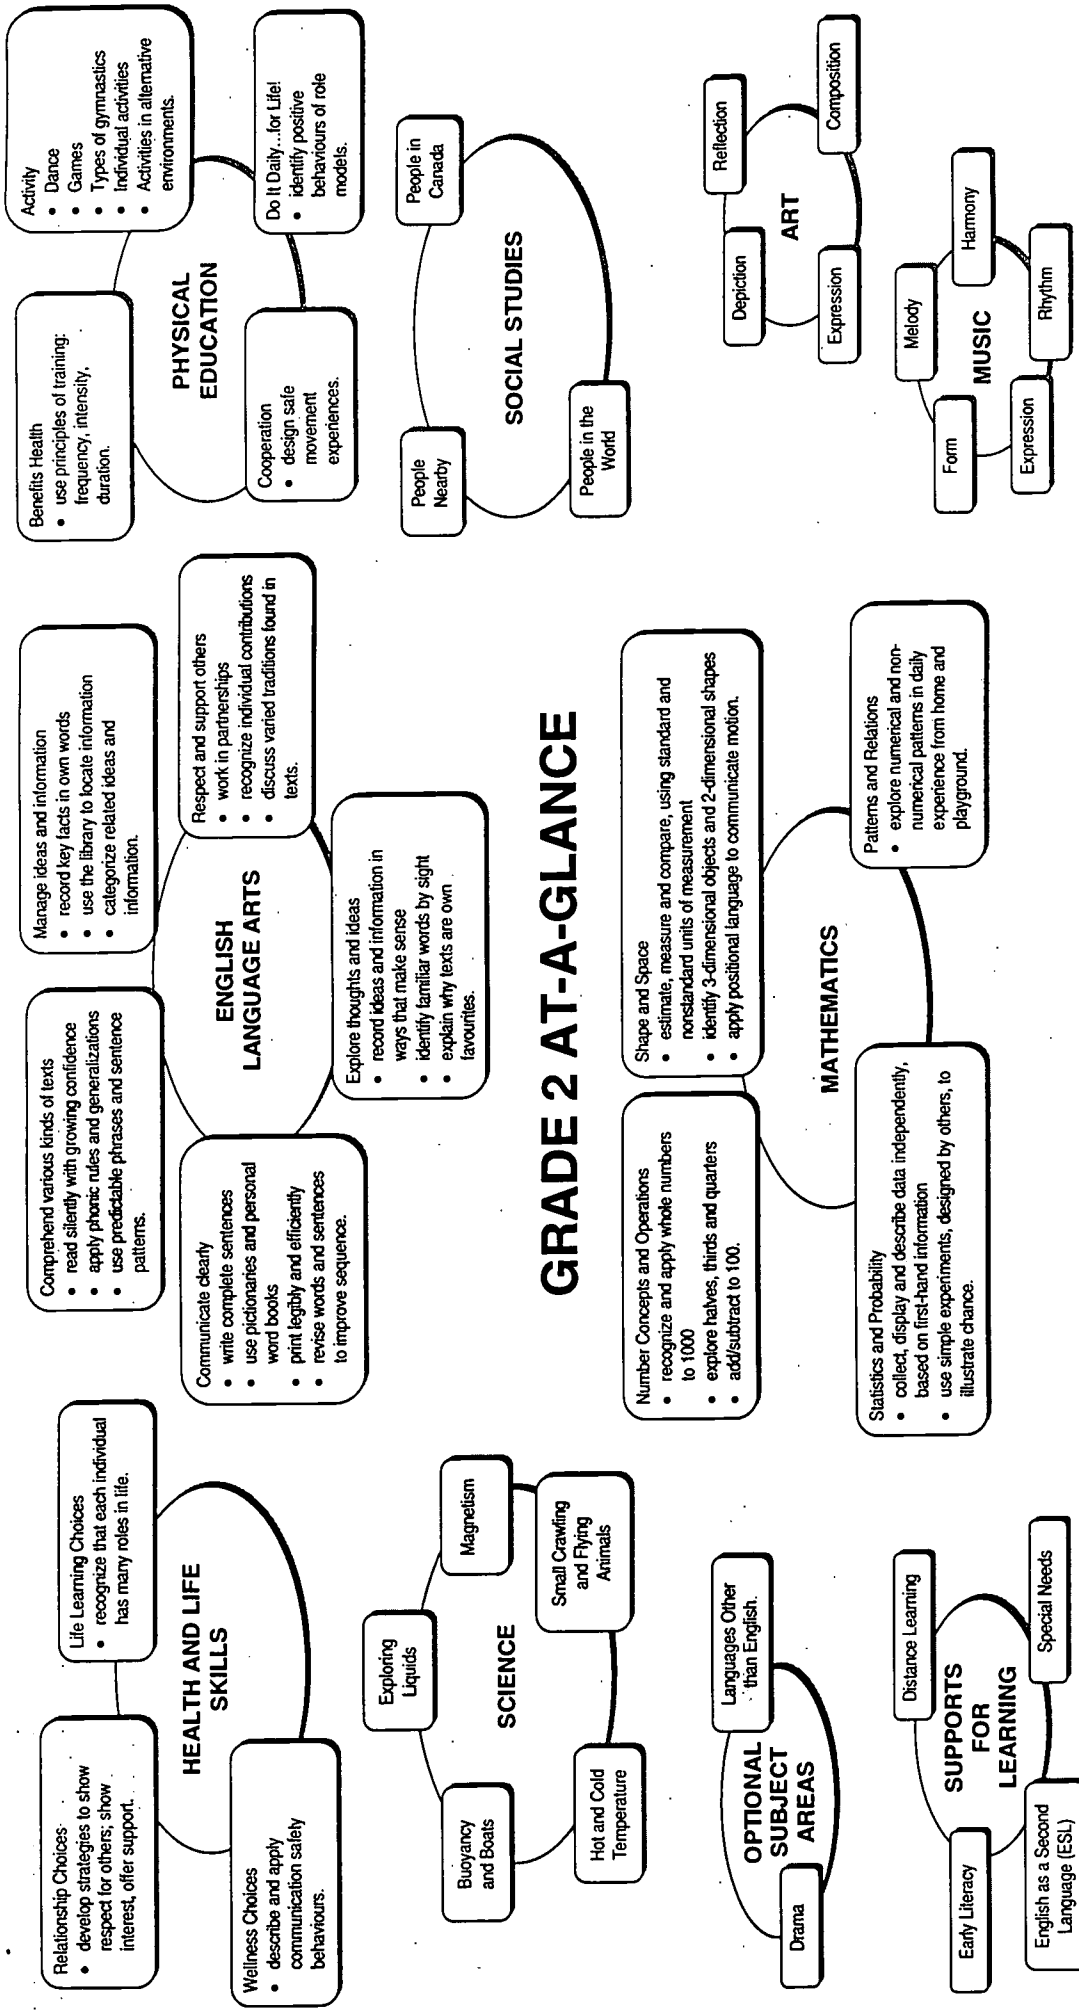 GRADE 2 AT-A-GLANCE
HEALTH AND LIFE
SKILLS
Relationship Choices
• develop strategies to show
respect for others; show
interest, offer support.
Life Learning Choices
• recognize that each individual
has many roles in life.
Wellness Choices
• describe and apply
communication safety
behaviours.
ENGLISH
LANGUAGE ARTS
Comprehend various kinds of texts
• read silently with growing confidence
• apply phonic rules and generalizations
• use predictable phrases and sentence
patterns.
Manage ideas and information
• record key facts in own words
• use the library to locate information
• categorize related ideas and
information.
Communicate clearly
• write complete sentences
• use pictionaries and personal
word books
• print legibly and efficiently
• revise words and sentences
to improve sequence.
Respect and support others
• work in partnerships
• recognize individual contributions
• discuss varied traditions found in
texts.
Explore thoughts and ideas
• record ideas and information in
ways that make sense
• identify familiar words by sight
• explain why texts are own
favourites.
PHYSICAL
EDUCATION
Benefits Health
• use principles of training:
frequency, intensity,
duration.
Activity
• Dance
• Games
• Types of gymnastics
• Individual activities
• Activities in alternative
environments.
Cooperation
• design safe
movement
experiences.
Do It Daily...for Life!
• identify positive
behaviours of role
models.
SCIENCE
Exploring
Liquids
Buoyancy
and Boats
Magnetism
Hot and Cold
Temperature
Small Crawling
and Flying
Animals
SOCIAL STUDIES
People
Nearby
People in
Canada
People in the
World
MATHEMATICS
Number Concepts and Operations
• recognize and apply whole numbers
to 1000
• explore halves, thirds and quarters
• add/subtract to 100.
Shape and Space
• estimate, measure and compare, using standard and
nonstandard units of measurement
• identify 3-dimensional objects and 2-dimensional shapes
• apply positional language to communicate motion.
Statistics and Probability
• collect, display and describe data independently,
based on first-hand information
• use simple experiments, designed by others, to
illustrate chance.
Patterns and Relations
• explore numerical and non-
numerical patterns in daily
experience from home and
playground.
OPTIONAL
SUBJECT
AREAS
Languages Other
than English.
Drama
ART
Depiction
Reflection
Expression
Composition
SUPPORTS
FOR
LEARNING
Early Literacy
Distance Learning
English as a Second
Language (ESL)
Special Needs
MUSIC
Form
Melody
Harmony
Expression
Rhythm